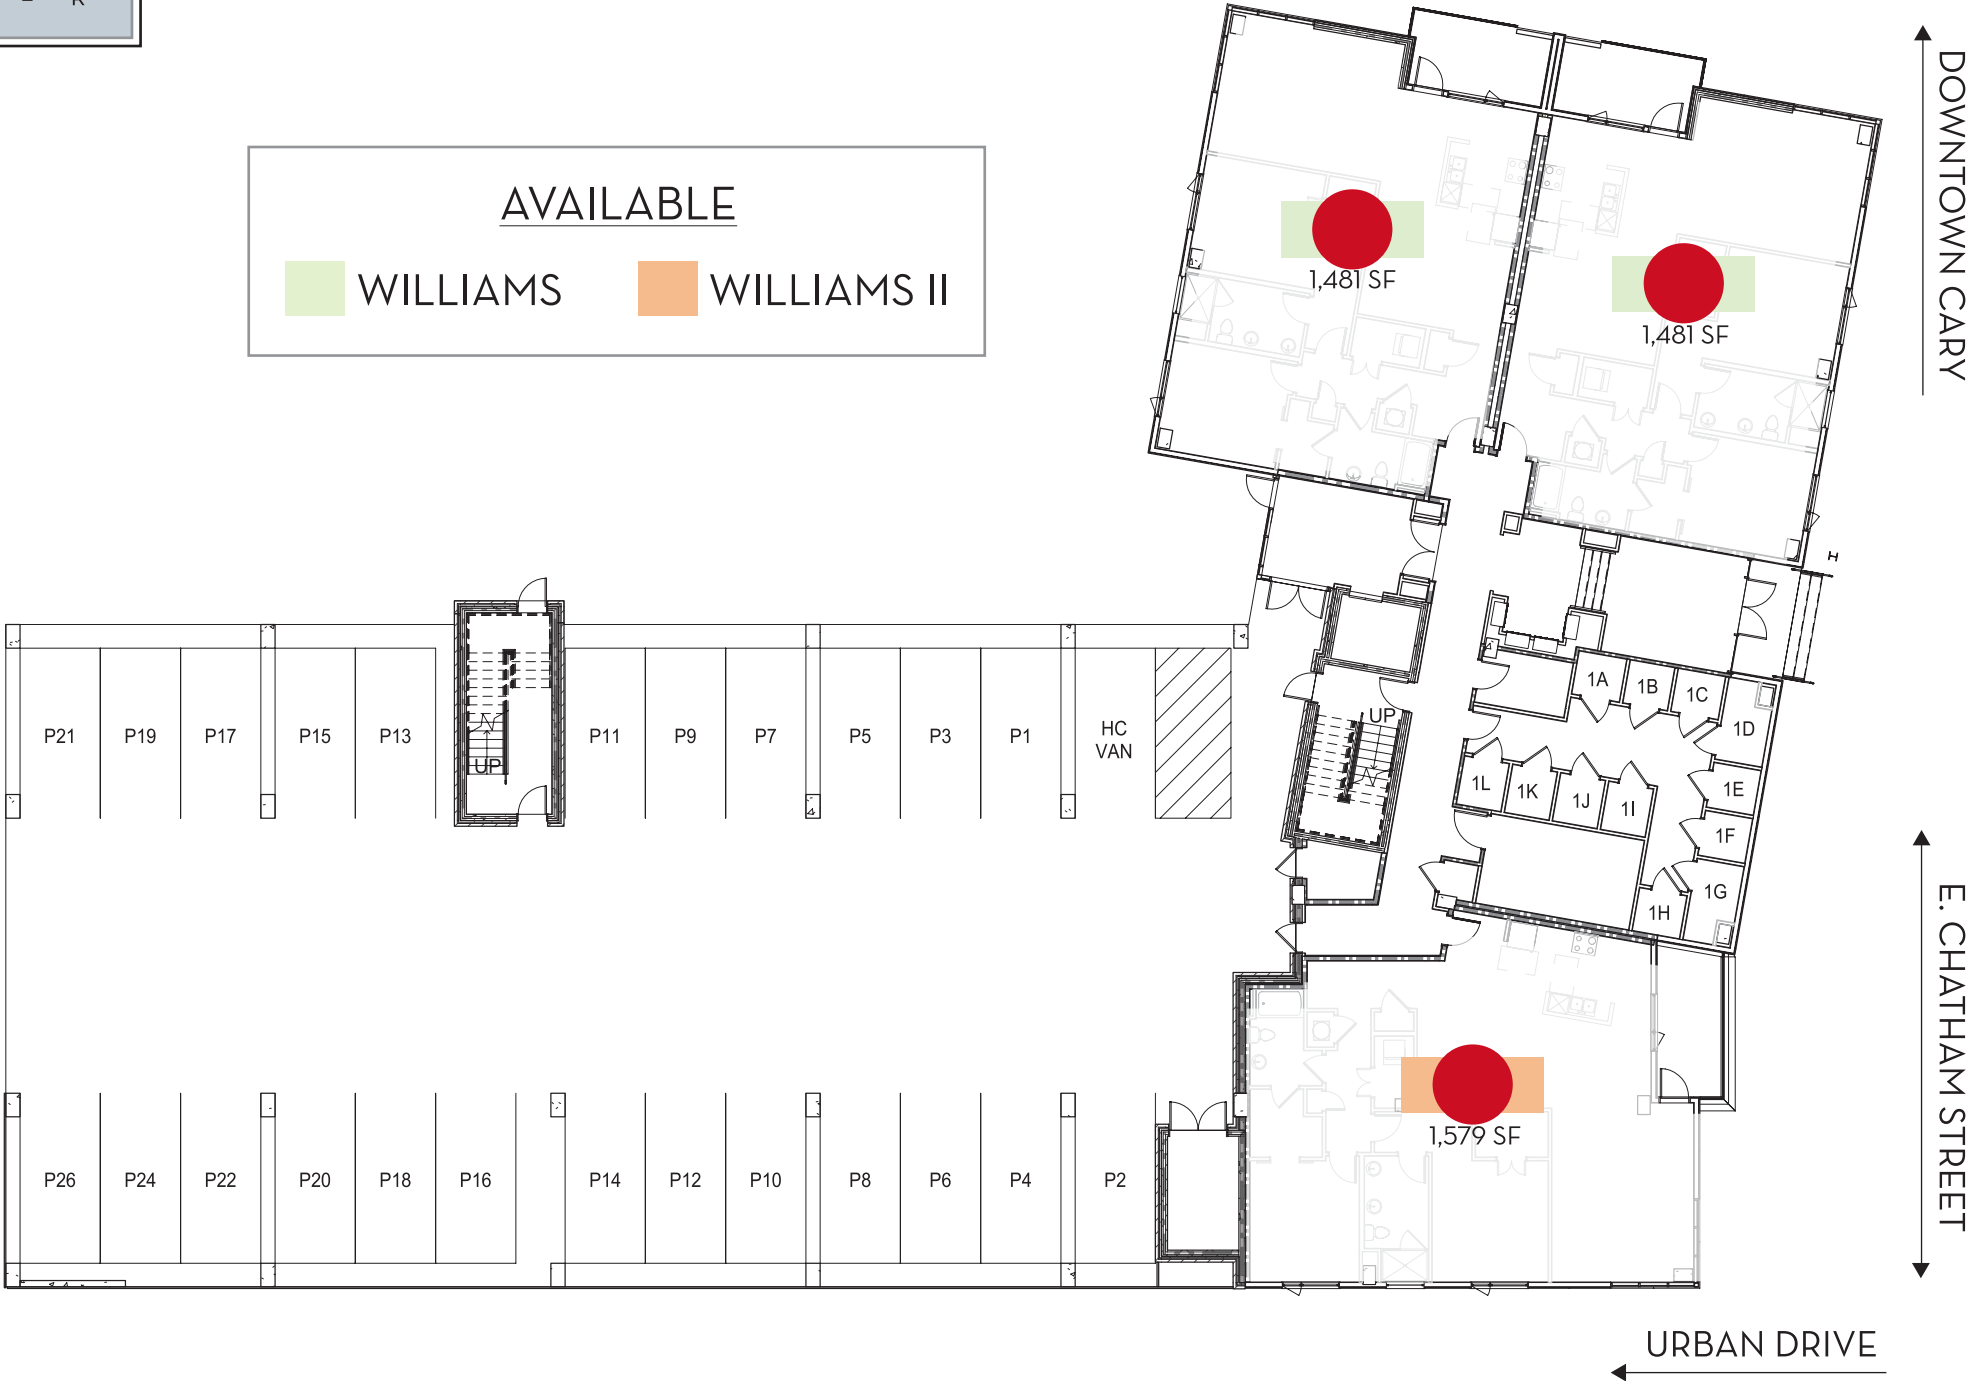 R
AVAILABLE
WILLIAMS
WILLIAMS II
DOWNTOWN CARY
1,481 SF
1,481 SF
P21
P19
P17
P15
P13
UP
P11
P9
P7
P5
P3
P1
HC
VAN
UP
1A
1B
1C
1D
1E
1F
1G
1H
1I
1J
1K
1L
E. CHATHAM STREET
1,579 SF
P26
P24
P22
P20
P18
P16
P14
P12
P10
P8
P6
P4
P2
URBAN DRIVE